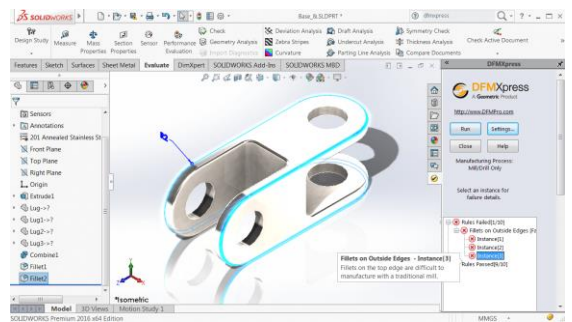 SOLIDWORKS
Base_&.SLDPRT *
dfmxpress
Design Study
Measure
Mass Properties
Section Properties
Sensor
Performance Evaluation
Check
Geometry Analysis
Import Diagnostics
Deviation Analysis
Zebra Stripes
Curvature
Draft Analysis
Undercut Analysis
Parting Line Analysis
Symmetry Check
Thickness Analysis
Compare Documents
Check Active Document
Features Sketch Surfaces Sheet Metal Evaluate DimXpert SOLIDWORKS Add-Ins SOLIDWORKS MBD
Sensors
Annotations
201 Annealed Stainless St
Front Plane
Top Plane
Right Plane
Origin
Extrude1
Lug->?
Lug1->?
Lug2->?
Lug3->?
Combine1
Fillet1
Fillet2
*Isometric
Fillets on Outside Edges - Instance[3]
Fillets on the top edge are difficult to
manufacture with a traditional mill.
DFMXpress
DFMXpress
A Geometric Product
http://www.DFMPro.com
Run Settings...
Close Help
Manufacturing Process:
Mill/Drill Only
Select an instance for
failure details.
Rules Failed[1/10]
Fillets on Outside Edges (Fa
Instance[1]
Instance[2]
Instance[3]
Rules Passed[9/10]
Model 3D Views Motion Study 1
SOLIDWORKS Premium 2016 x64 Edition
MMGS